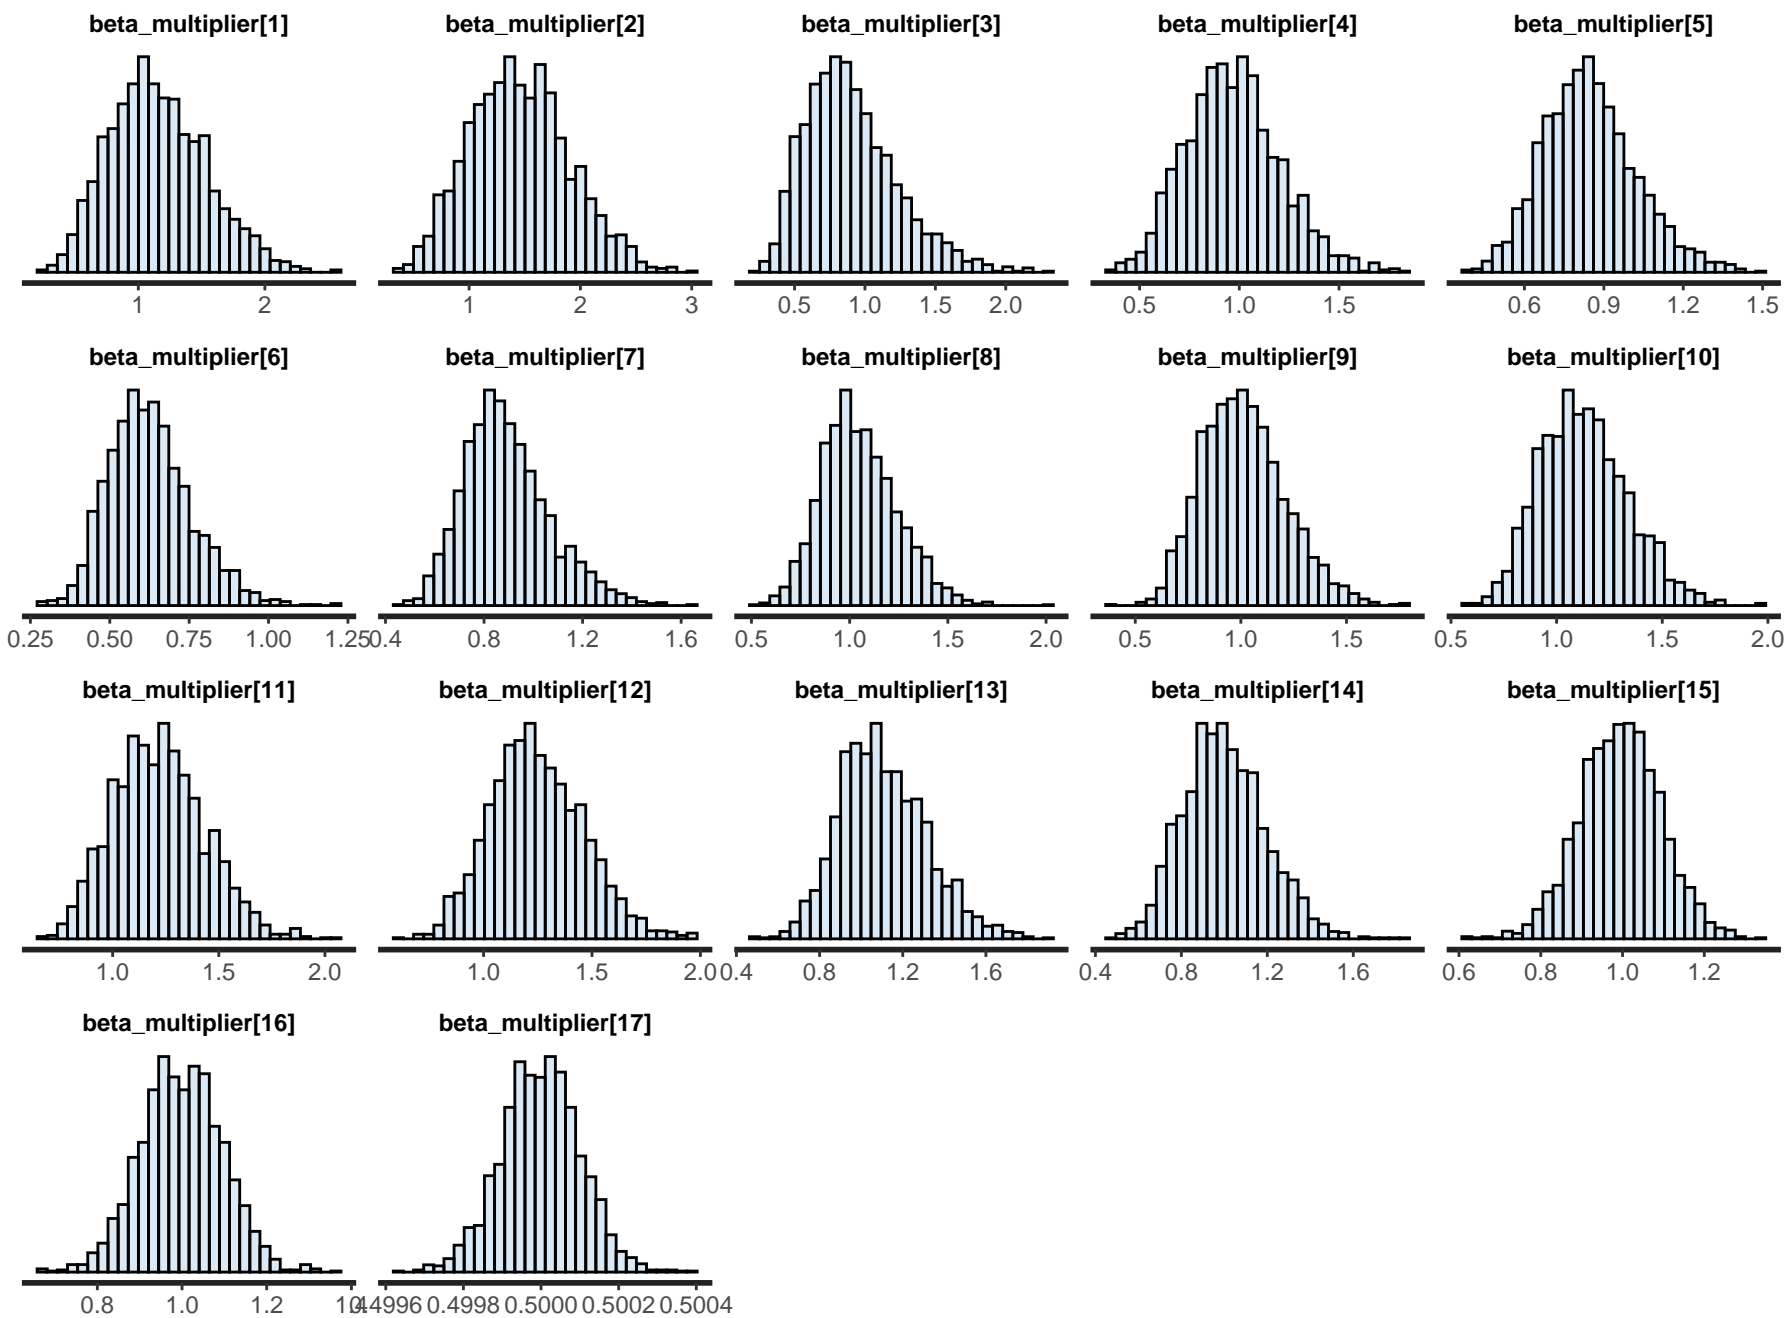 beta_multiplier[1] beta_multiplier[2] beta_multiplier[3] beta_multiplier[4] beta_multiplier[5]
1 2 1 2 3 0.5 1.0 1.5 2.0 0.5 1.0 1.5 0.6 0.9 1.2 1.5
beta_multiplier[6] beta_multiplier[7] beta_multiplier[8] beta_multiplier[9] beta_multiplier[10]
0.25 0.50 0.75 1.00 1.25 0.4 0.8 1.2 1.6 0.5 1.0 1.5 2.0 0.5 1.0 1.5 0.5 1.0 1.5 2.0
beta_multiplier[11] beta_multiplier[12] beta_multiplier[13] beta_multiplier[14] beta_multiplier[15]
1.0 1.5 2.0 1.0 1.5 2.0 0.4 0.8 1.2 1.6 0.4 0.8 1.2 1.6 0.6 0.8 1.0 1.2
beta_multiplier[16] beta_multiplier[17]
0.8 1.0 1.2 1.4 0.4996 0.4998 0.5000 0.5002 0.5004